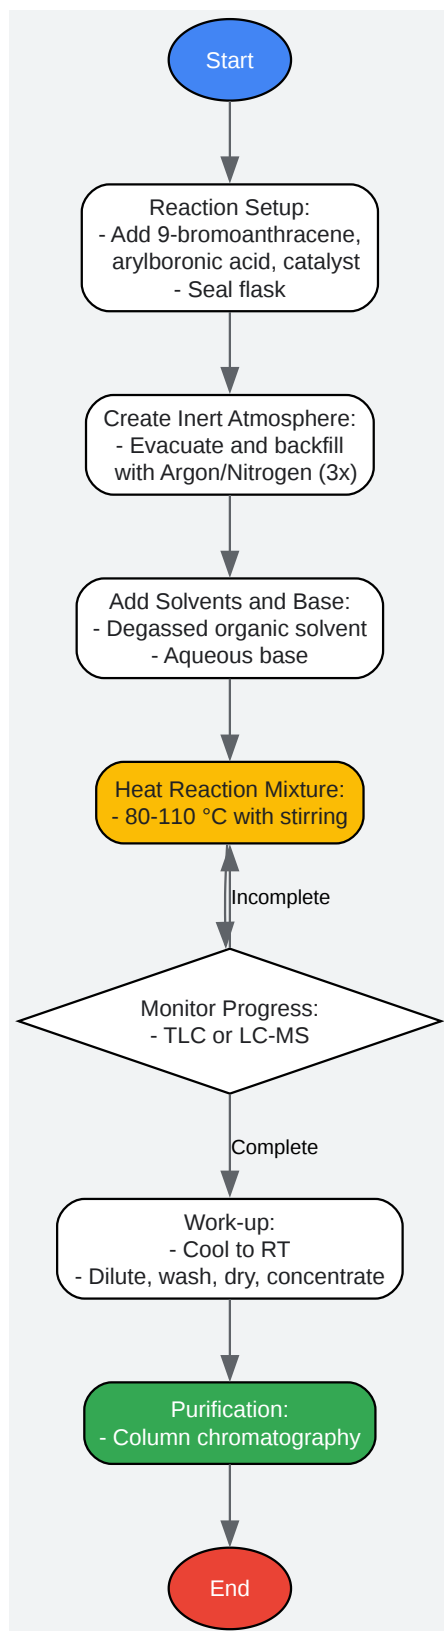 Start
Reaction Setup:
- Add 9-bromoanthracene,
arylboronic acid, catalyst
- Seal flask
Create Inert Atmosphere:
- Evacuate and backfill
with Argon/Nitrogen (3x)
Add Solvents and Base:
- Degassed organic solvent
- Aqueous base
Heat Reaction Mixture:
- 80-110 °C with stirring
Incomplete
Monitor Progress:
- TLC or LC-MS
Complete
Work-up:
- Cool to RT
- Dilute, wash, dry, concentrate
Purification:
- Column chromatography
End